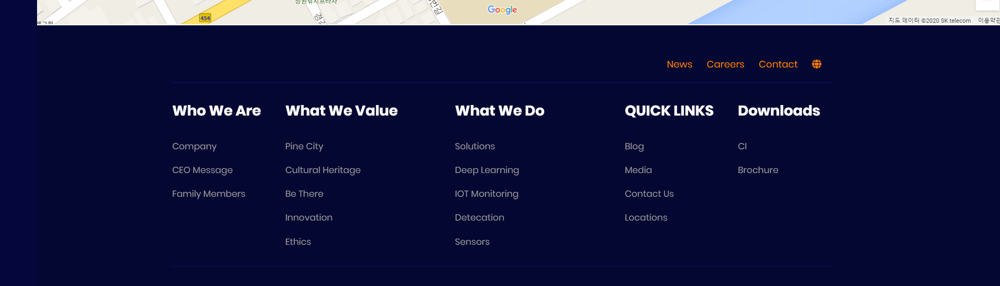 454
Google
지도 데이터 ©2020 SK telecom 이용약관
News Careers Contact
Who We Are What We Value What We Do QUICK LINKS Downloads
Company Pine City Solutions Blog CI
CEO Message Cultural Heritage Deep Learning Media Brochure
Family Members Be There IOT Monitoring Contact Us
Innovation Detecation Locations
Ethics Sensors